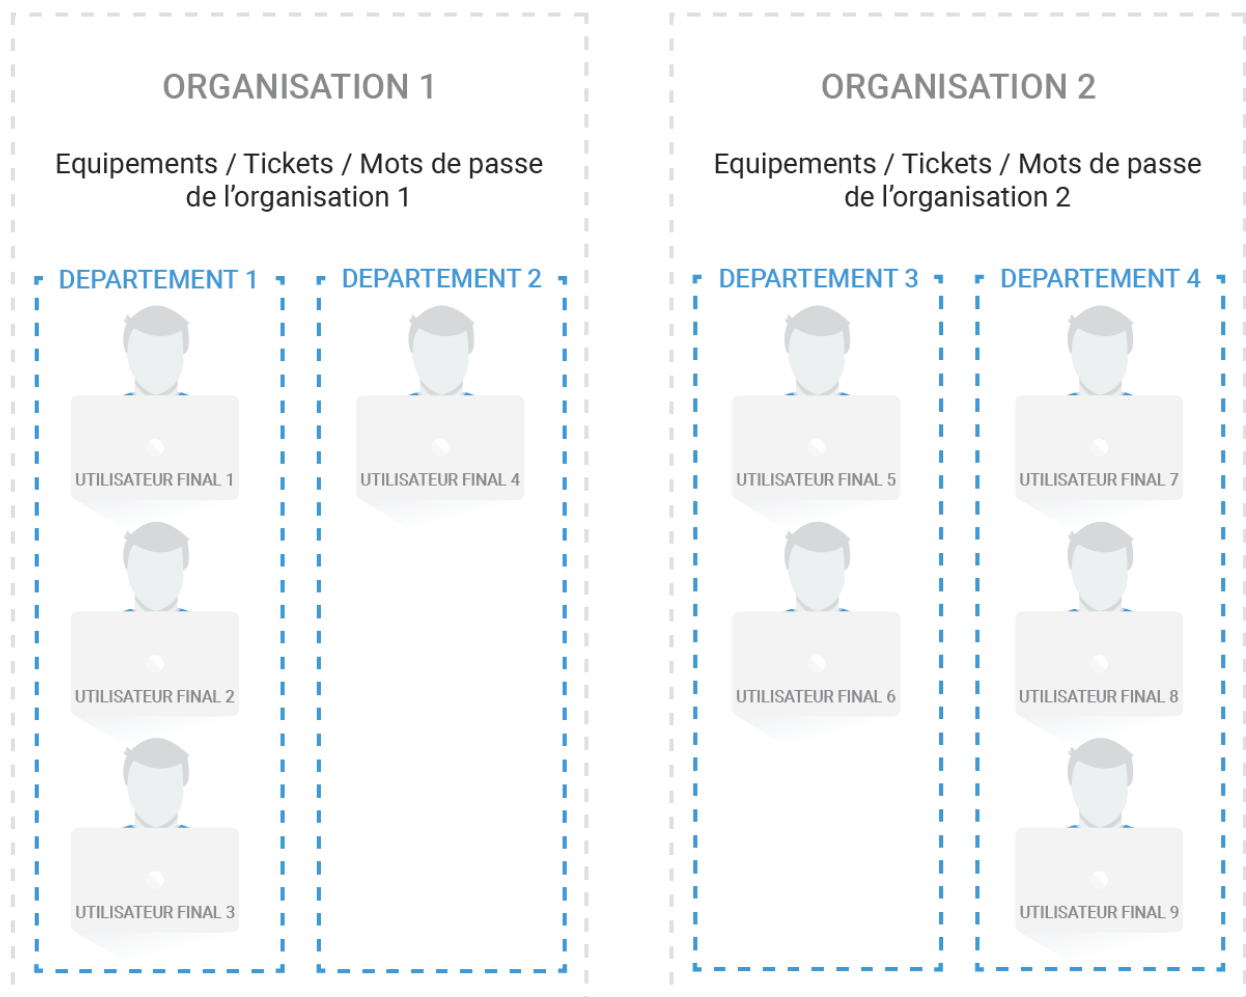 ORGANISATION 1
Equipements / Tickets / Mots de passe
de l’organisation 1
DEPARTEMENT 1
UTILISATEUR FINAL 1
UTILISATEUR FINAL 2
UTILISATEUR FINAL 3
DEPARTEMENT 2
UTILISATEUR FINAL 4
ORGANISATION 2
Equipements / Tickets / Mots de passe
de l’organisation 2
DEPARTEMENT 3
UTILISATEUR FINAL 5
UTILISATEUR FINAL 6
DEPARTEMENT 4
UTILISATEUR FINAL 7
UTILISATEUR FINAL 8
UTILISATEUR FINAL 9